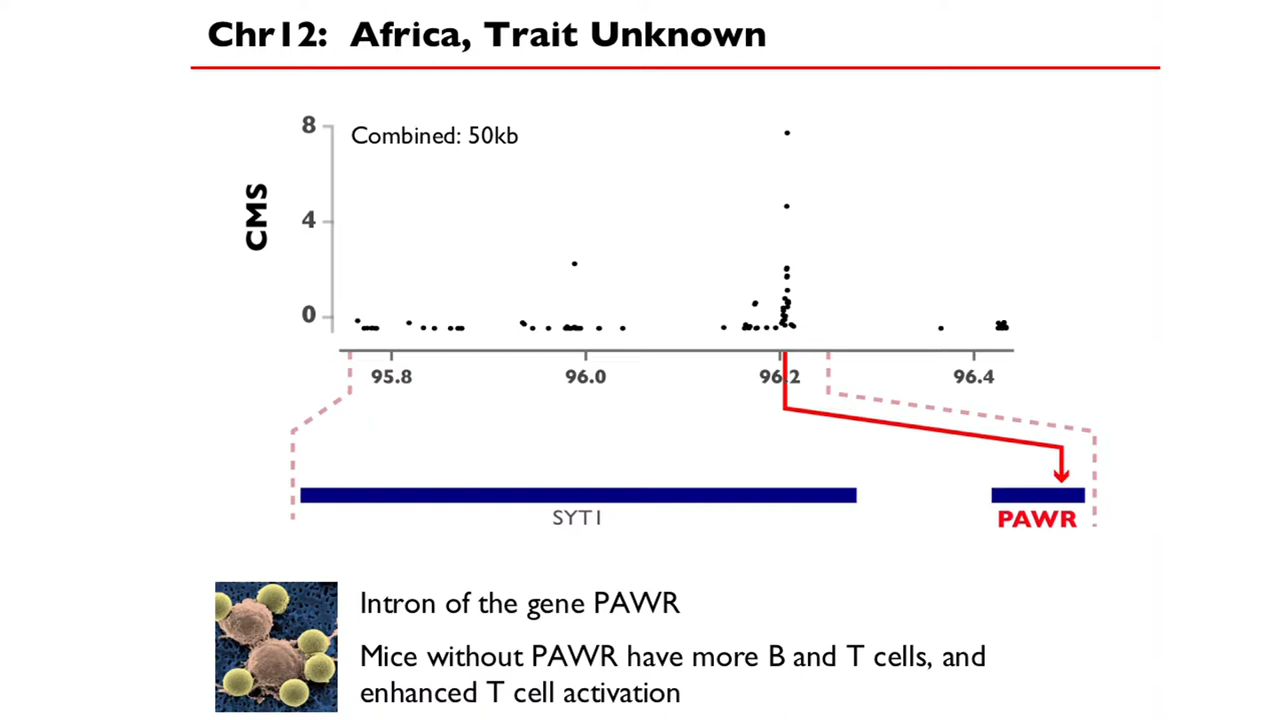 Chr12: Africa, Trait Unknown
8
Combined: 50kb
CMS
4
0
95.8 96.0 96.2 96.4
SYT1
PAWR
Intron of the gene PAWR
Mice without PAWR have more B and T cells, and
enhanced T cell activation